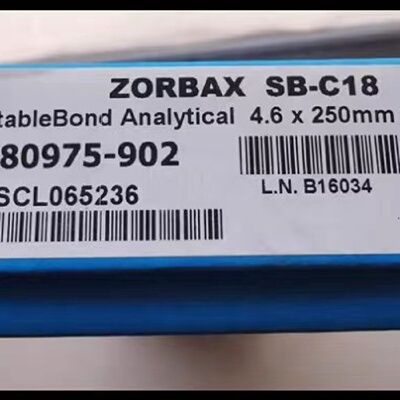 ZORBAX SB-C18
tableBond Analytical 4.6 x 250mm
80975-902
SCL065236
L.N. B16034